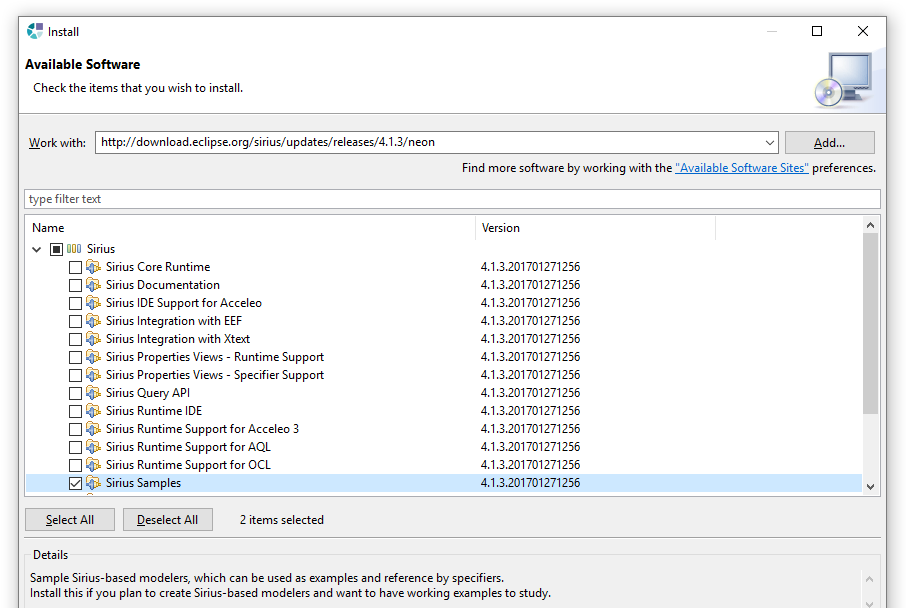 Install
Available Software
Check the items that you wish to install.
Work with: http://download.eclipse.org/sirius/updates/releases/4.1.3/neon Add...
Find more software by working with the "Available Software Sites" preferences.
type filter text
Name Version
Sirius
Sirius Core Runtime 4.1.3.201701271256
Sirius Documentation 4.1.3.201701271256
Sirius IDE Support for Acceleo 4.1.3.201701271256
Sirius Integration with EEF 4.1.3.201701271256
Sirius Integration with Xtext 4.1.3.201701271256
Sirius Properties Views - Runtime Support 4.1.3.201701271256
Sirius Properties Views - Specifier Support 4.1.3.201701271256
Sirius Query API 4.1.3.201701271256
Sirius Runtime IDE 4.1.3.201701271256
Sirius Runtime Support for Acceleo 3 4.1.3.201701271256
Sirius Runtime Support for AQL 4.1.3.201701271256
Sirius Runtime Support for OCL 4.1.3.201701271256
Sirius Samples 4.1.3.201701271256
Select All Deselect All 2 items selected
Details
Sample Sirius-based modelers, which can be used as examples and reference by specifiers.
Install this if you plan to create Sirius-based modelers and want to have working examples to study.